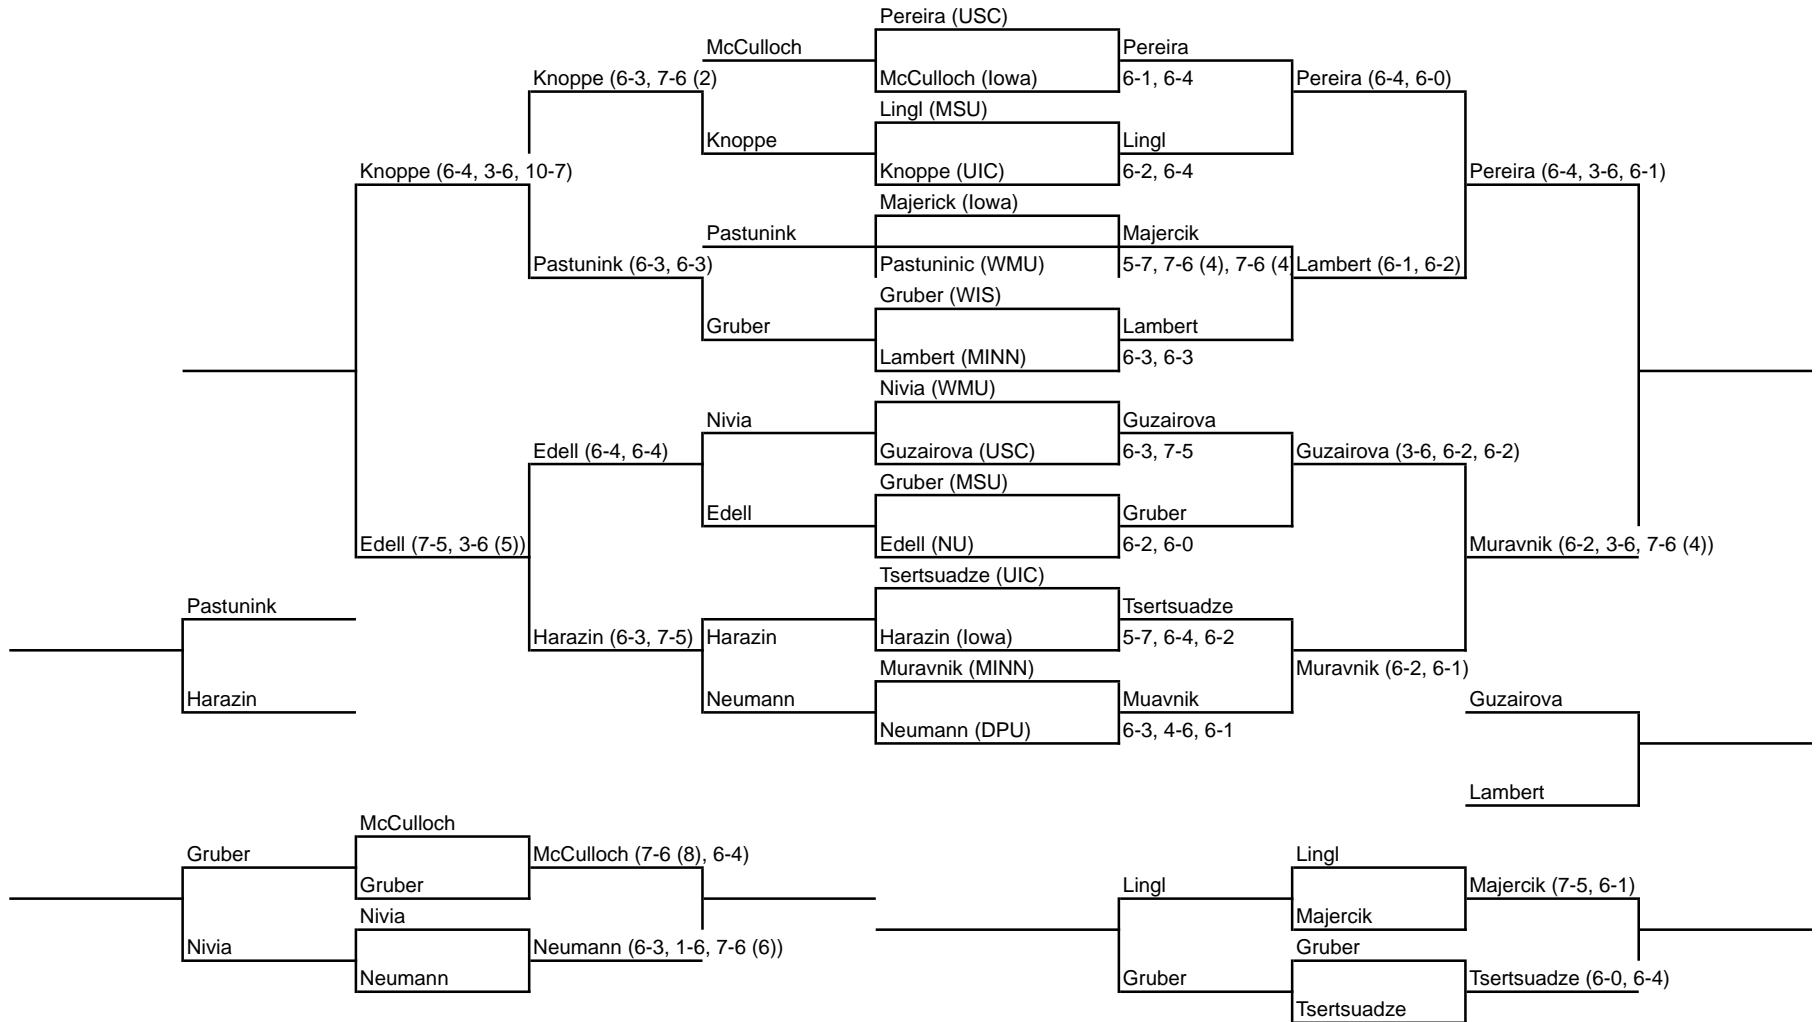 Pereira (USC)
McCulloch
Pereira
Knoppe (6-3, 7-6 (2)
McCulloch (Iowa)
6-1, 6-4
Pereira (6-4, 6-0)
Lingl (MSU)
Knoppe
Lingl
Knoppe (6-4, 3-6, 10-7)
Knoppe (UIC)
6-2, 6-4
Pereira (6-4, 3-6, 6-1)
Majerick (Iowa)
Pastunink
Majercik
Pastunink (6-3, 6-3)
Pastuninic (WMU)
5-7, 7-6 (4), 7-6 (4
Lambert (6-1, 6-2)
Gruber (WIS)
Gruber
Lambert
Lambert (MINN)
6-3, 6-3
Nivia (WMU)
Nivia
Guzairova
Edell (6-4, 6-4)
Guzairova (USC)
6-3, 7-5
Guzairova (3-6, 6-2, 6-2)
Gruber (MSU)
Edell
Gruber
Edell (7-5, 3-6 (5))
Edell (NU)
6-2, 6-0
Muravnik (6-2, 3-6, 7-6 (4))
Tsertsuadze (UIC)
Pastunink
Tsertsuadze
Harazin (6-3, 7-5)
Harazin
Harazin (Iowa)
5-7, 6-4, 6-2
Muravnik (MINN)
Muravnik (6-2, 6-1)
Harazin
Neumann
Muavnik
Guzairova
Neumann (DPU)
6-3, 4-6, 6-1
Lambert
McCulloch
Gruber
McCulloch (7-6 (8), 6-4)
Lingl
Gruber
Lingl
Majercik (7-5, 6-1)
Nivia
Majercik
Nivia
Neumann (6-3, 1-6, 7-6 (6))
Gruber
Neumann
Gruber
Tsertsuadze (6-0, 6-4)
Tsertsuadze